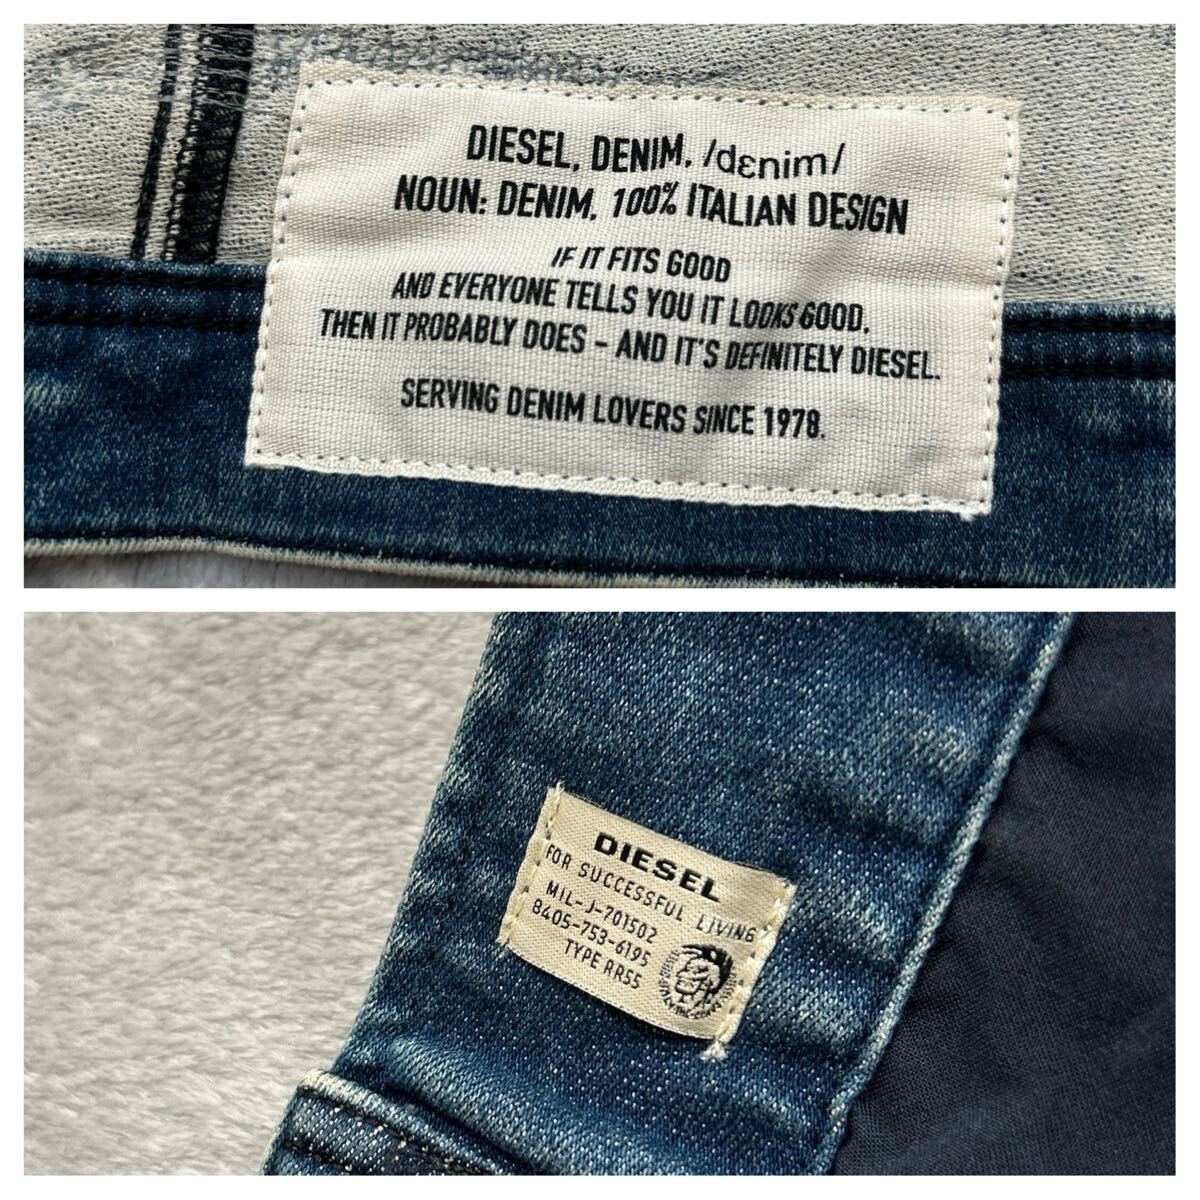 DIESEL, DENIM, /dɛnim/
NOUN: DENIM, 100% ITALIAN DESIGN
IF IT FITS GOOD
AND EVERYONE TELLS YOU IT LOOKS GOOD,
THEN IT PROBABLY DOES – AND IT'S DEFINITELY DIESEL.
SERVING DENIM LOVERS SINCE 1978.
DIESEL
FOR SUCCESSFUL LIVING
MIL-J-701502
8405-753-6195
TYPE RR55